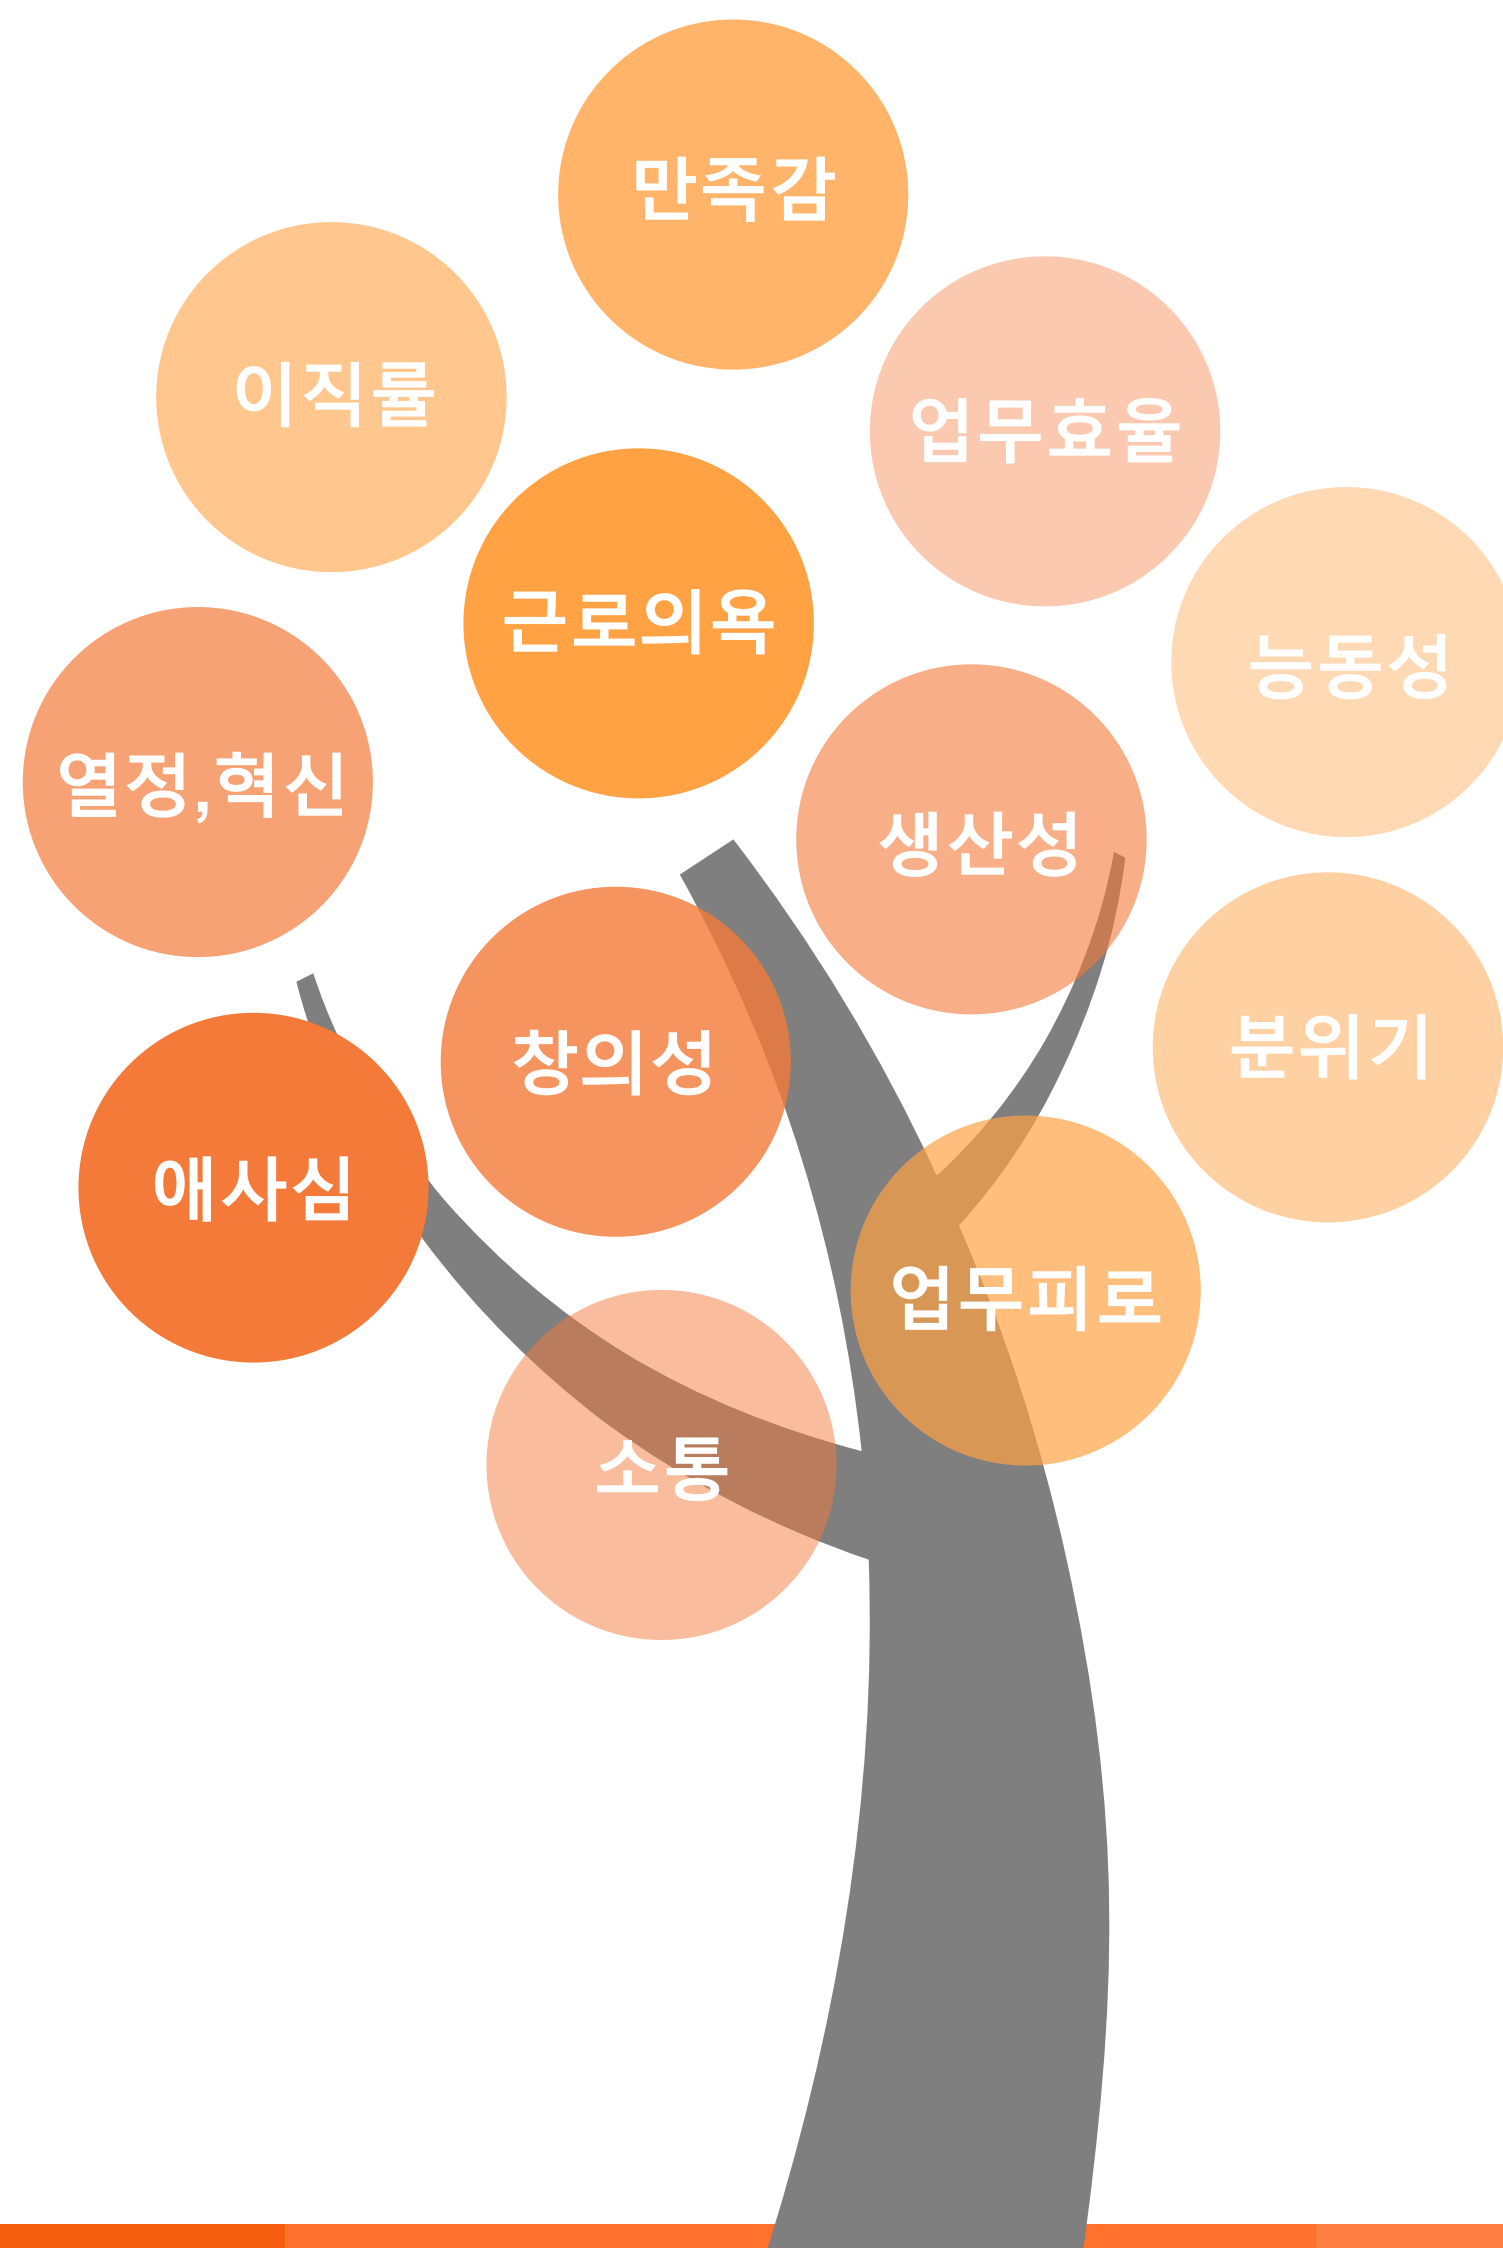 만족감
이직률
업무효율
근로의욕
능동성
열정,혁신
생산성
창의성
분위기
애사심
업무피로
소통